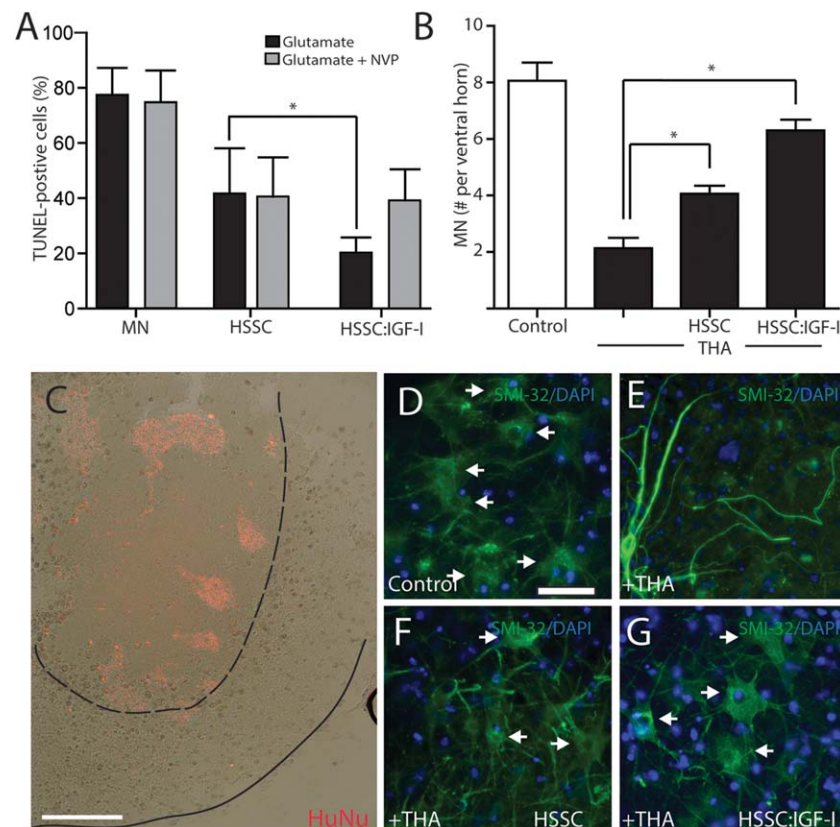 A
TUNEL-postive cells (%)
100
80
60
40
20
0
Glutamate
Glutamate + NVP
*
MN
HSSC
HSSC:IGF-I
B
MN (# per ventral horn)
8
6
4
2
*
*
Control
HSSC
HSSC:IGF-I
THA
C
HuNu
D
SMI-32/DAPI
Control
E
SMI-32/DAPI
+THA
F
SMI-32/DAPI
+THA
HSSC
G
SMI-32/DAPI
+THA
HSSC:IGF-I